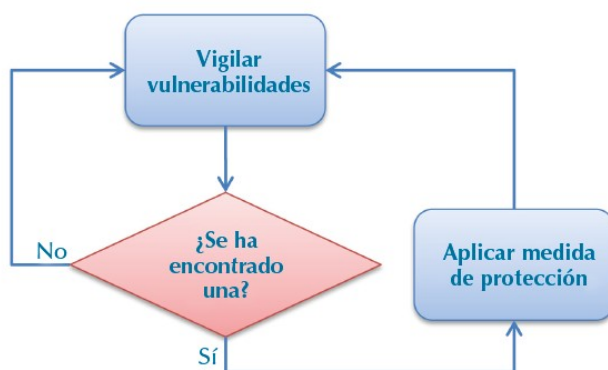 Vigilar
vulnerabilidades
¿Se ha
encontrado
una?
No
Aplicar medida
de protección
Sí